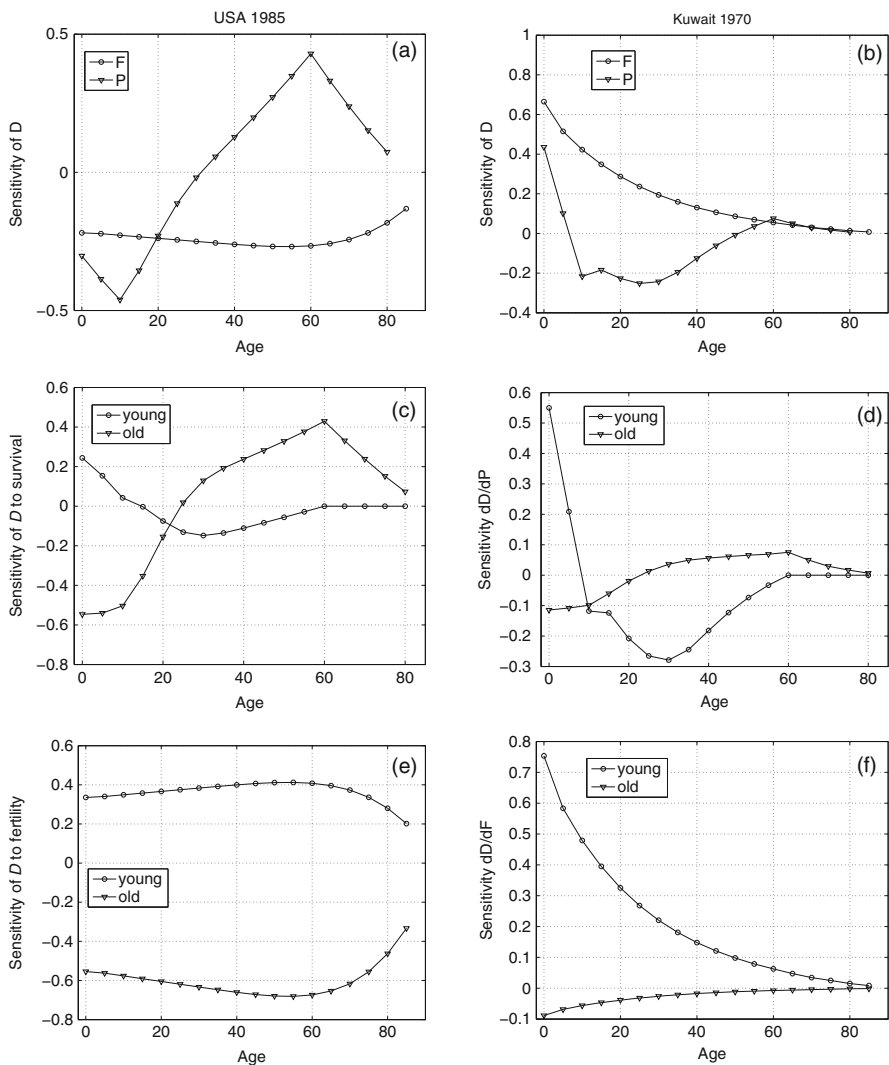 USA 1985
(a)
F
P
0.5
0
−0.5
Sensitivity of D
0
20
40
60
80
Age
Kuwait 1970
(b)
F
P
1
0.8
0.6
0.4
0.2
0
−0.2
−0.4
Sensitivity of D
0
20
40
60
80
Age
(c)
young
old
0.6
0.4
0.2
0
−0.2
−0.4
−0.6
−0.8
Sensitivity of D to survival
0
20
40
60
80
Age
(d)
young
old
0.6
0.5
0.4
0.3
0.2
0.1
0
−0.1
−0.2
−0.3
Sensitivity dD/dP
0
20
40
60
80
Age
(e)
young
old
0.6
0.4
0.2
0
−0.2
−0.4
−0.6
−0.8
Sensitivity of D to fertility
0
20
40
60
80
Age
(f)
young
old
0.8
0.7
0.6
0.5
0.4
0.3
0.2
0.1
0
−0.1
Sensitivity dD/dF
0
20
40
60
80
Age